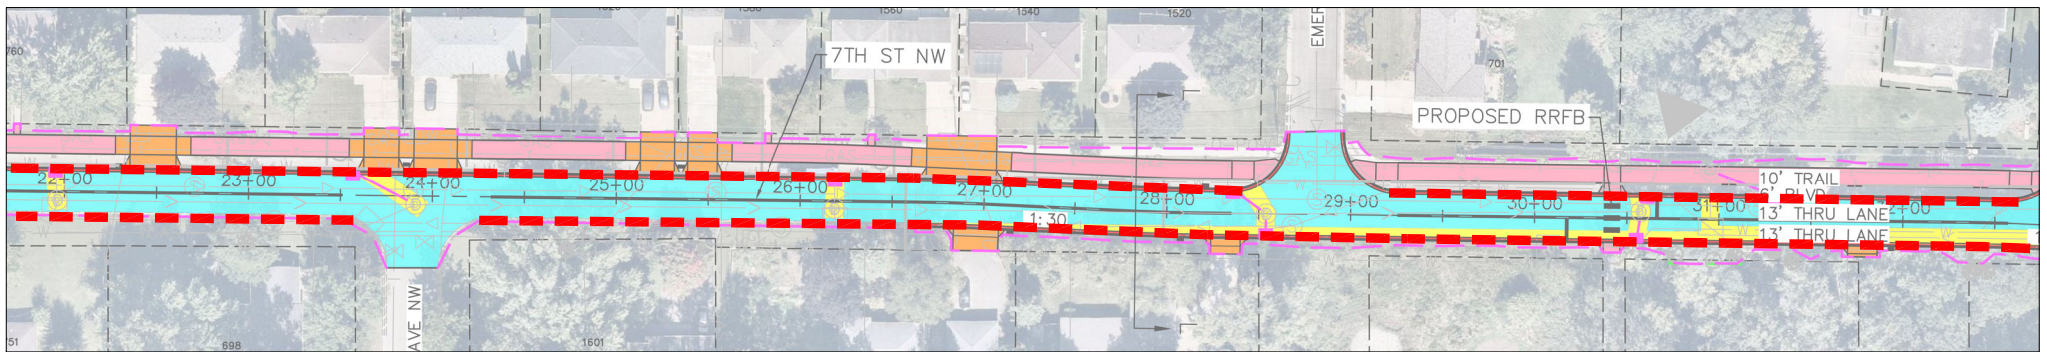 1520
1560
1540
1520
760
7TH ST NW
701
PROPOSED RRFB
10' TRAIL
6' BLVD
13' THRU LANE
13' THRU LANE
22+00
23+00
24+00
25+00
26+00
27+00
28+00
29+00
30+00
31+00
1:30
GAS
AVE NW
698
1601
51